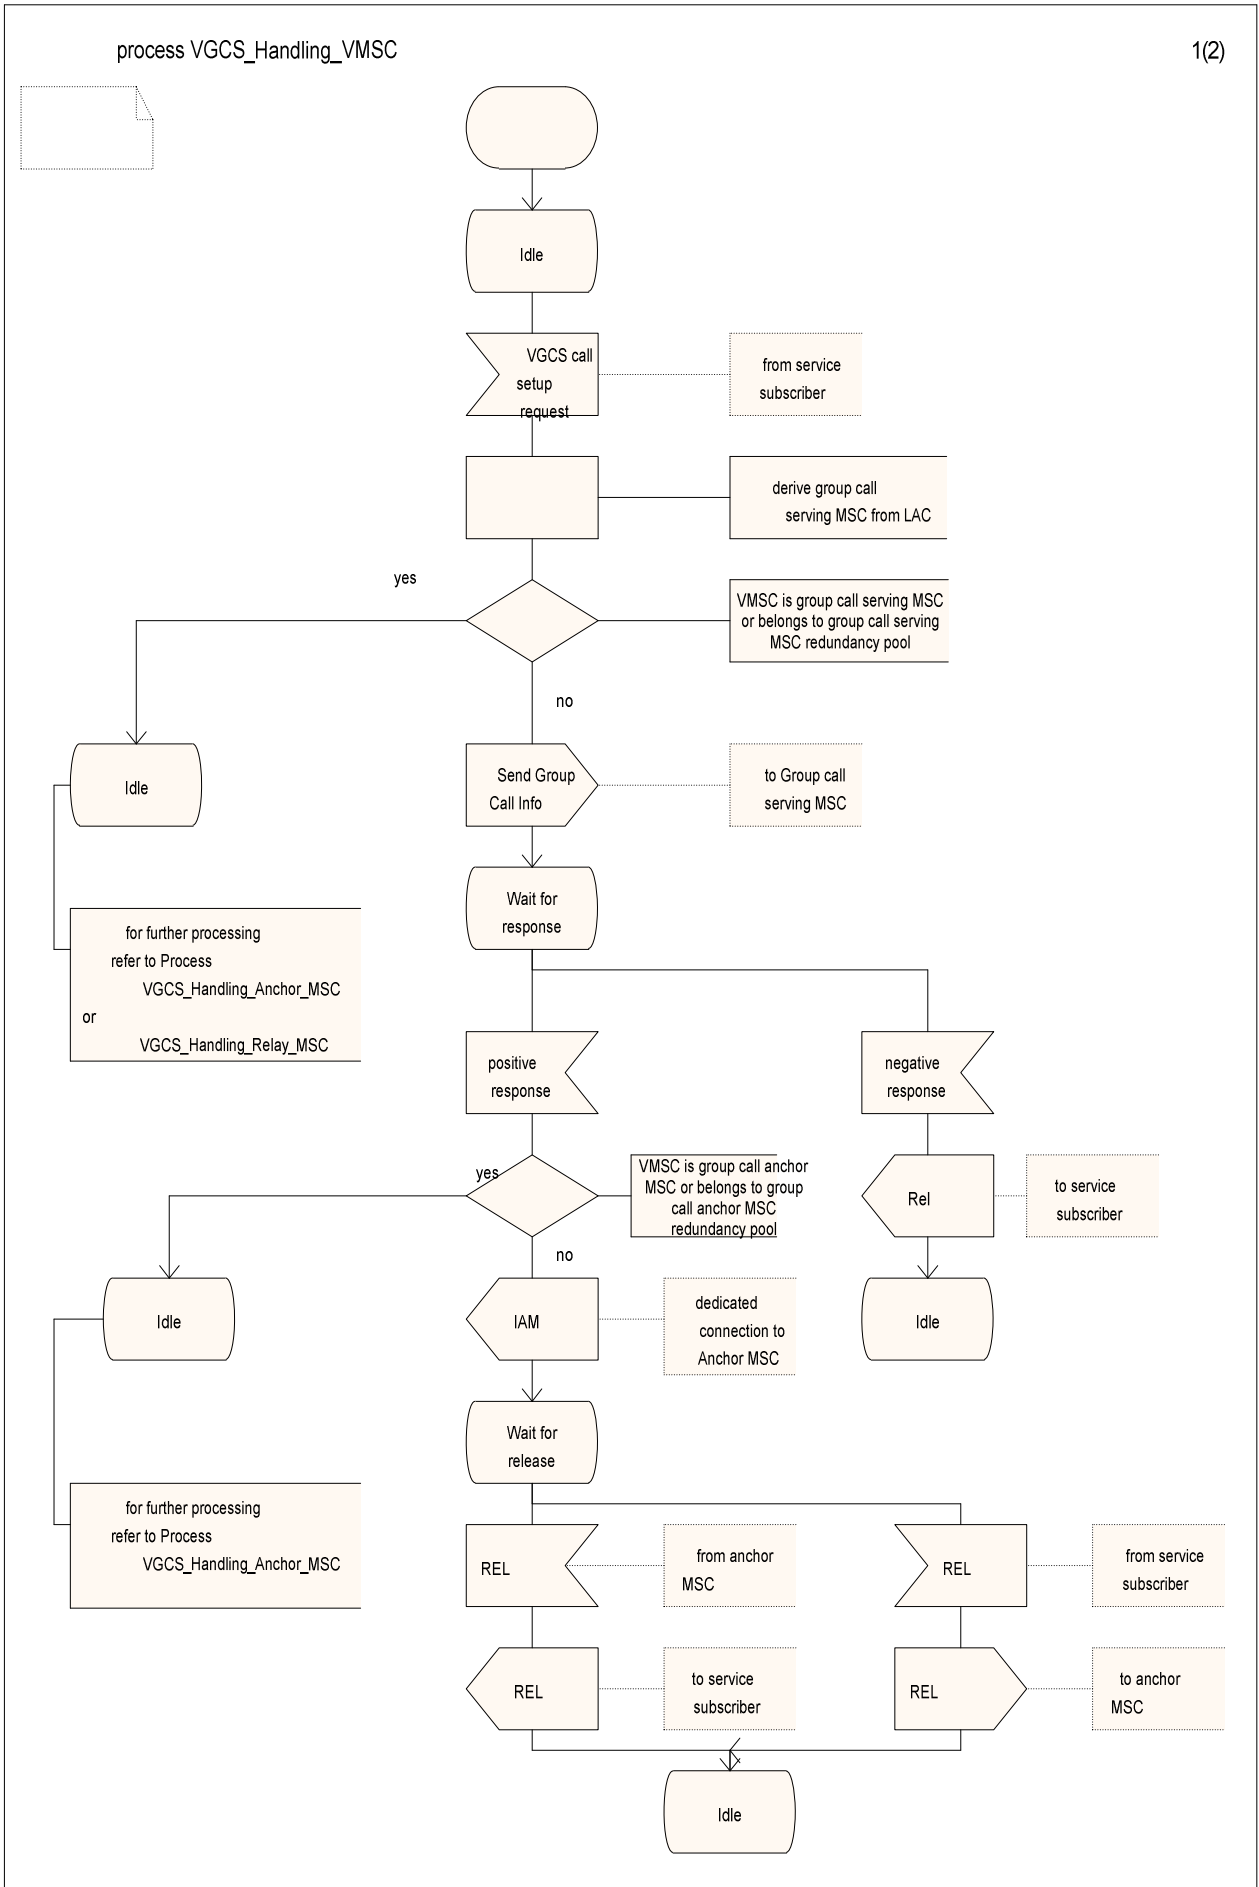 process VGCS_Handling_VMSC
1(2)
Idle
VGCS call
setup
request
from service
subscriber
derive group call
serving MSC from LAC
yes
VMSC is group call serving MSC
or belongs to group call serving
MSC redundancy pool
no
Idle
Send Group
Call Info
to Group call
serving MSC
Wait for
response
for further processing
refer to Process
VGCS_Handling_Anchor_MSC
or
VGCS_Handling_Relay_MSC
positive
response
negative
response
yes
VMSC is group call anchor
MSC or belongs to group
call anchor MSC
redundancy pool
Rel
to service
subscriber
no
Idle
IAM
dedicated
connection to
Anchor MSC
Idle
Wait for
release
for further processing
refer to Process
VGCS_Handling_Anchor_MSC
REL
from anchor
MSC
REL
from service
subscriber
REL
to service
subscriber
REL
to anchor
MSC
Idle